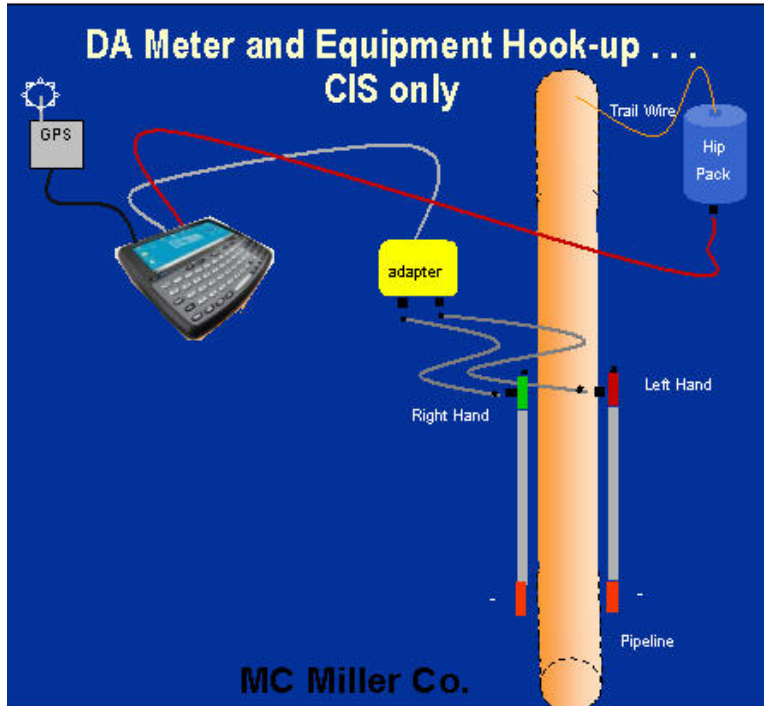 DA Meter and Equipment Hook-up . . .
CIS only
GPS
Trail Wire
Hip
Pack
adapter
Right Hand
Left Hand
-
-
Pipeline
MC Miller Co.